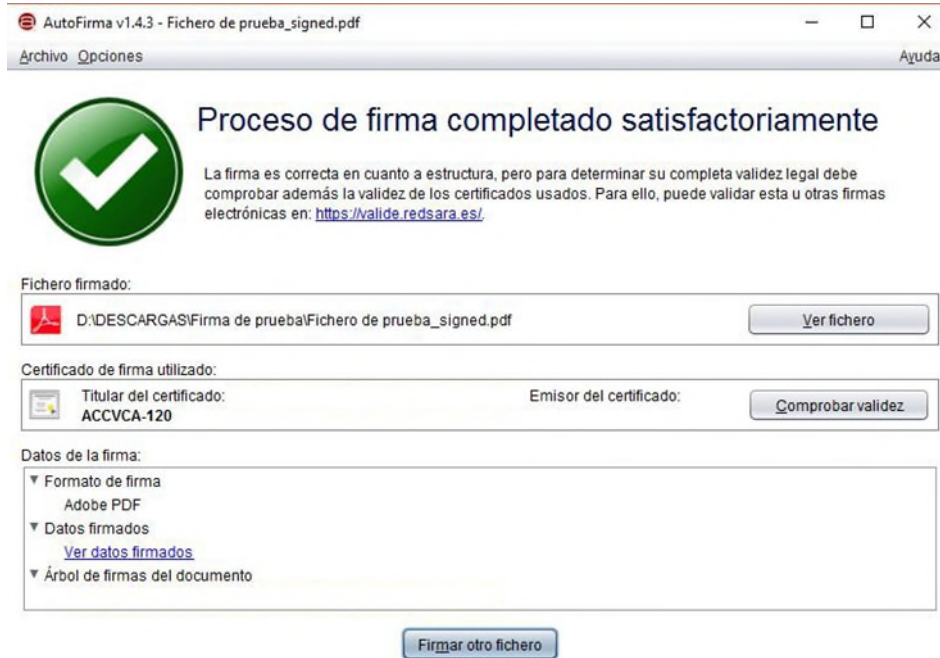 AutoFirma v1.4.3 - Fichero de prueba_signed.pdf
Archivo Opciones Ayuda
Proceso de firma completado satisfactoriamente
La firma es correcta en cuanto a estructura, pero para determinar su completa validez legal debe
comprobar además la validez de los certificados usados. Para ello, puede validar esta u otras firmas
electrónicas en: https://valide.redsara.es/.
Fichero firmado:
D:\DESCARGAS\Firma de prueba\Fichero de prueba_signed.pdf Ver fichero
Certificado de firma utilizado:
Titular del certificado: Emisor del certificado: Comprobar validez
ACCVCA-120
Datos de la firma:
Formato de firma
Adobe PDF
Datos firmados
Ver datos firmados
Árbol de firmas del documento
Firmar otro fichero